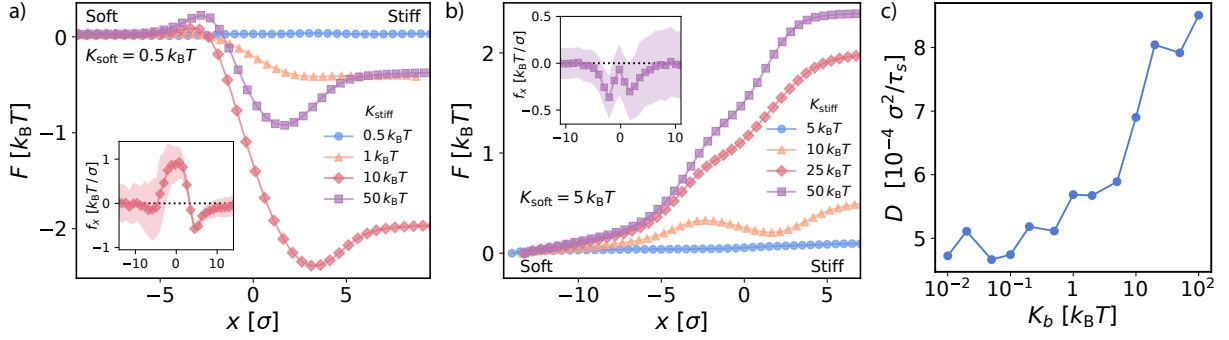 a)
Soft
Stiff
K_soft = 0.5 k_BT
F [k_BT]
0
−1
−2
K_stiff
0.5 k_BT
1 k_BT
10 k_BT
50 k_BT
f_x [k_BT/σ]
1
0
−1
−10
0
10
−5
0
5
x [σ]
b)
F [k_BT]
2
1
0
f_x [k_BT/σ]
0.5
0.0
−0.5
−10
0
10
K_stiff
5 k_BT
10 k_BT
25 k_BT
50 k_BT
K_soft = 5 k_BT
Soft
Stiff
−10
−5
0
5
x [σ]
c)
D [10⁻⁴ σ²/τ_s]
8
7
6
5
10⁻²
10⁻¹
1
10
10²
K_b [k_BT]